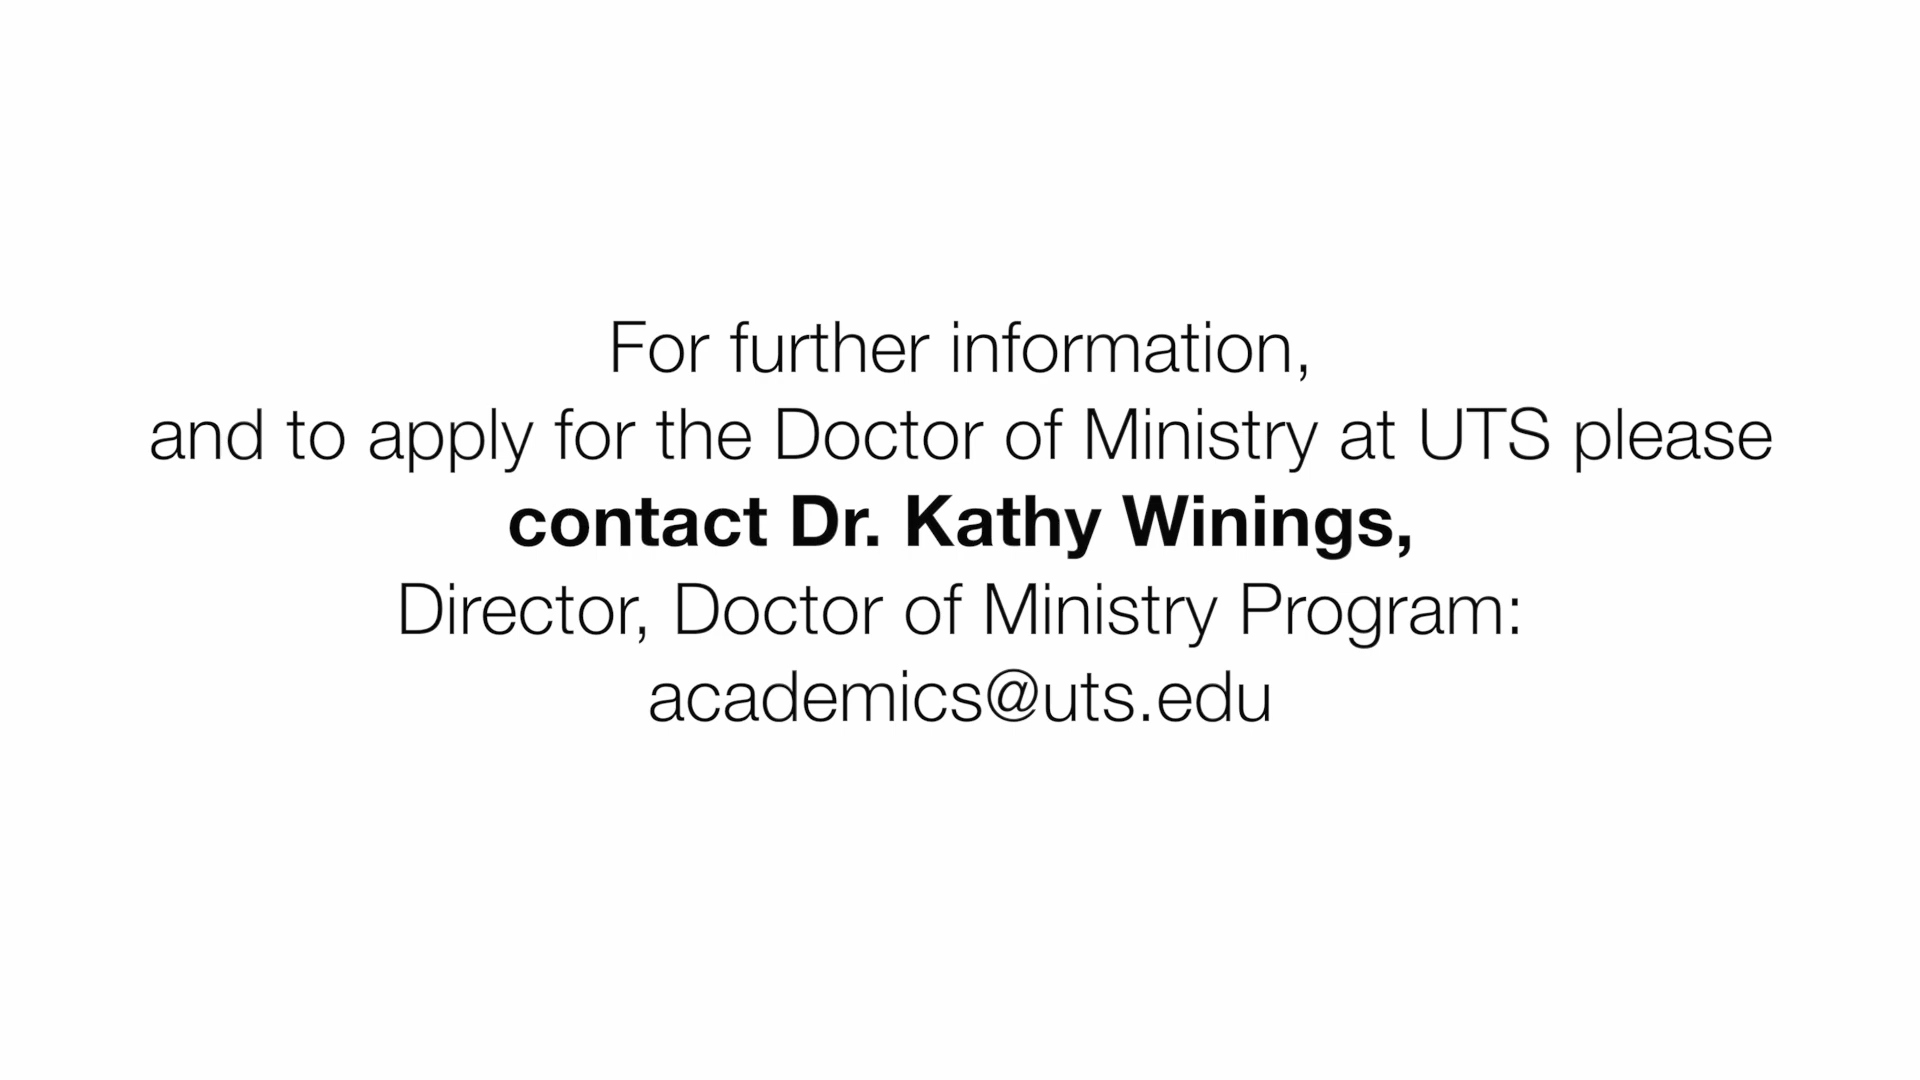 For further information,
and to apply for the Doctor of Ministry at UTS please
contact Dr. Kathy Winings,
Director, Doctor of Ministry Program:
academics@uts.edu